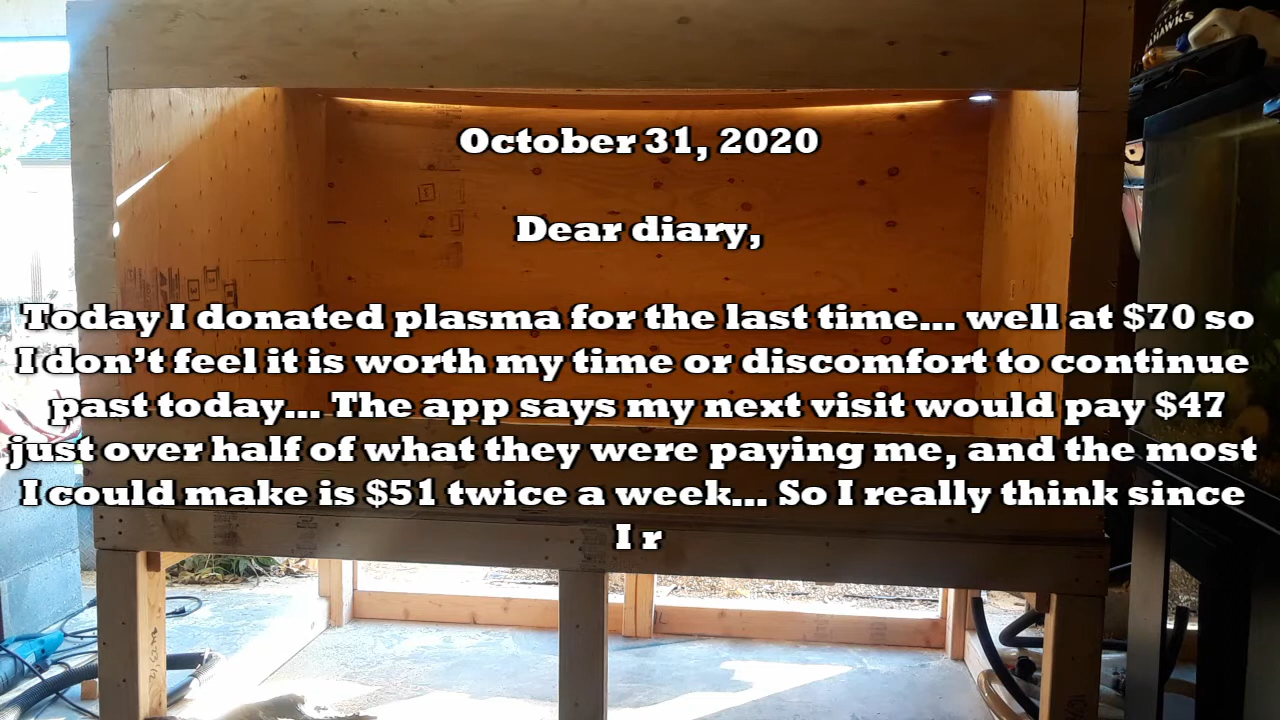 October 31, 2020
Dear diary,
Today I donated plasma for the last time... well at $70 so
I don’t feel it is worth my time or discomfort to continue
past today... The app says my next visit would pay $47
just over half of what they were paying me, and the most
I could make is $51 twice a week... So I really think since
I r